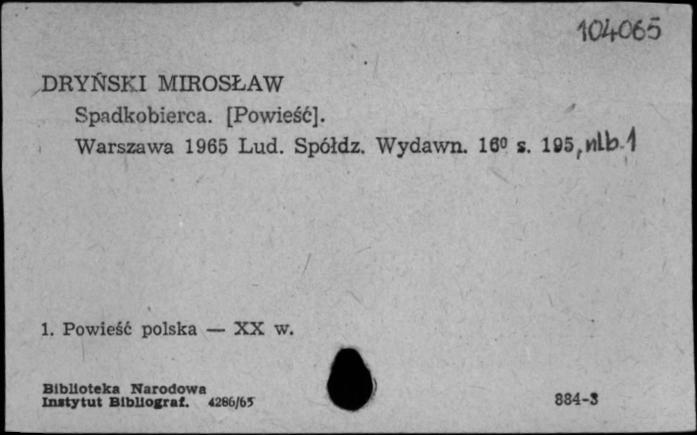 104065
DRYŃSKI MIROSŁAW
Spadkobierca. [Powieść].
Warszawa 1965 Lud. Spółdz. Wydawn. 16° s. 195, nlb. 1
1. Powieść polska — XX w.
Biblioteka Narodowa
Instytut Bibliograf. 4286/65
884-3